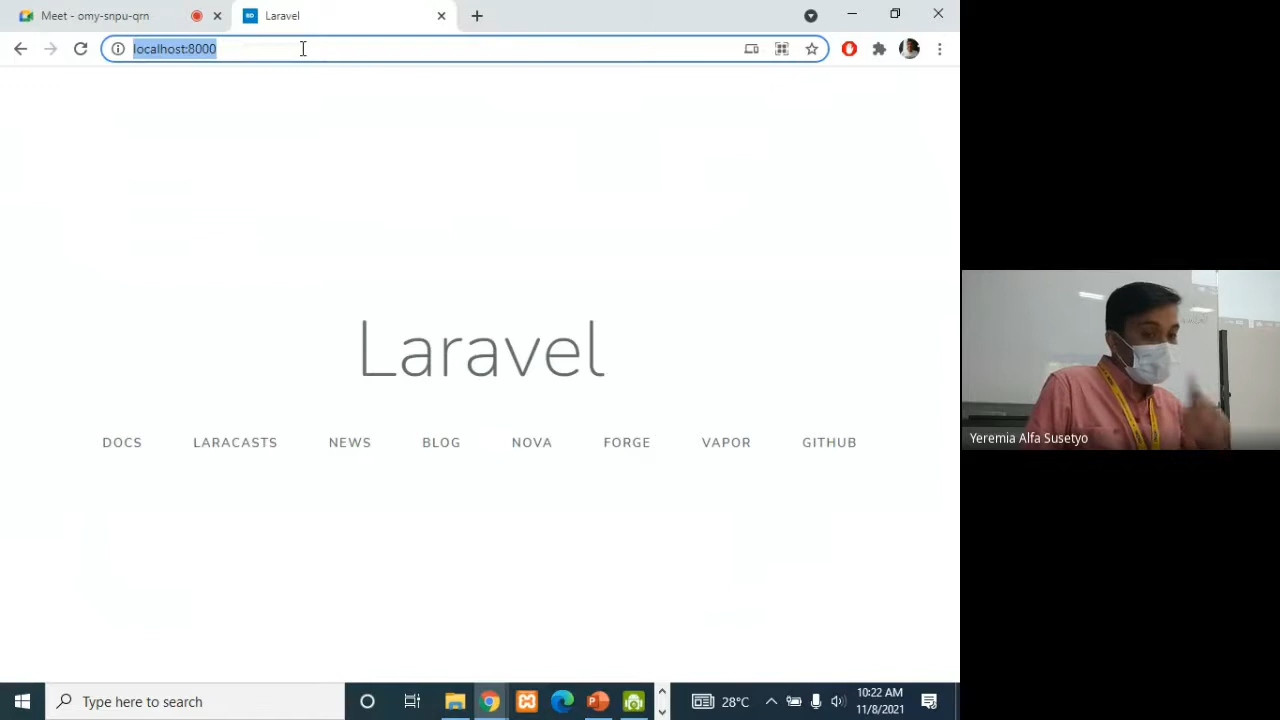 Meet - omy-snpu-qrn
Laravel
localhost:8000
Laravel
DOCS LARACASTS NEWS BLOG NOVA FORGE VAPOR GITHUB
Yeremia Alfa Susetyo
Type here to search
28°C
10:22 AM
11/8/2021